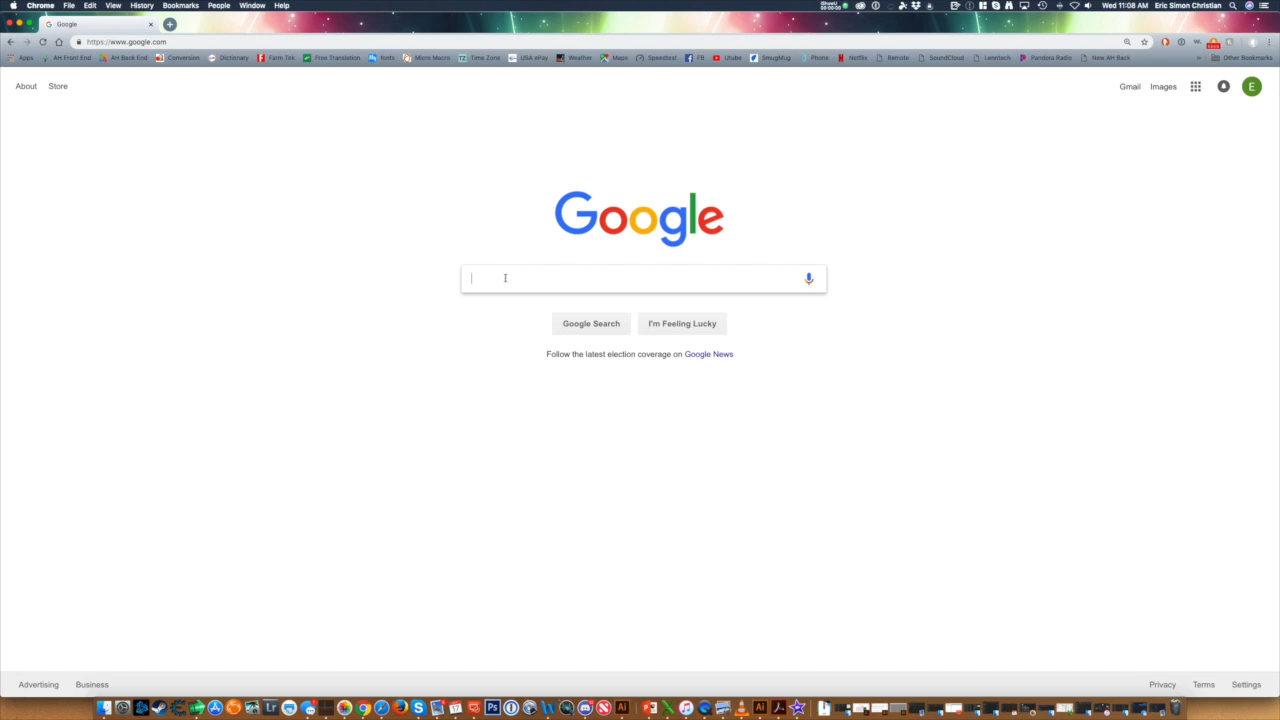 Chrome File Edit View History Bookmarks People Window Help Wed 11:08 AM Eric Simon Christian
Google
https://www.google.com
Apps AH Front End AH Back End Conversion Dictionary Farm Tek Free Translation fonts Micro Macro Time Zone USA ePay Weather Maps Speedtest FB Utube SmugMug Phone Netflix Remote SoundCloud Lenntech Pandora Radio New AH Back » Other Bookmarks
About Store Gmail Images E
Google
Google Search I'm Feeling Lucky
Follow the latest election coverage on Google News
Advertising Business Privacy Terms Settings